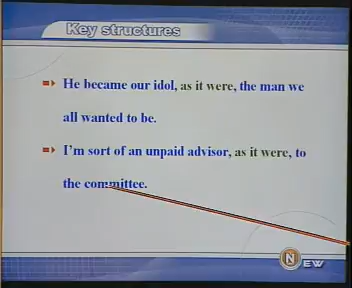 Key structures
He became our idol, as it were, the man we
all wanted to be.
I'm sort of an unpaid advisor, as it were, to
the committee.
NEW